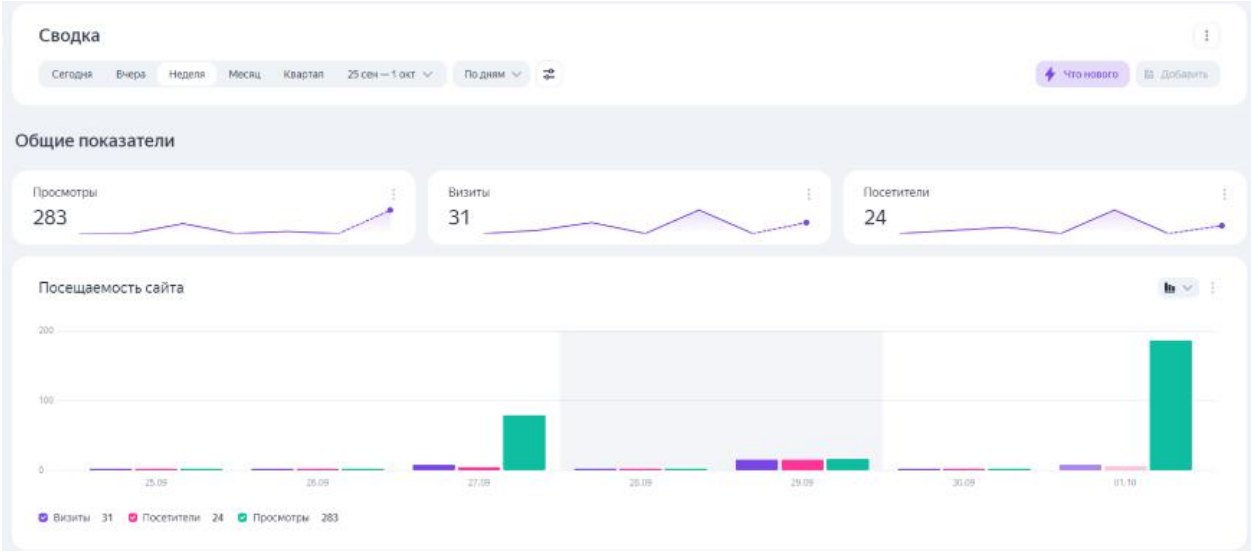 Сводка
Сегодня Вчера Неделя Месяц Квартал 25 сен — 1 окт По дням Что нового Добавить
Общие показатели
Просмотры Визиты Посетители
283 31 24
Посещаемость сайта
200
100
0
25.09 26.09 27.09 28.09 29.09 30.09 01.10
Визиты 31 Посетители 24 Просмотры 283